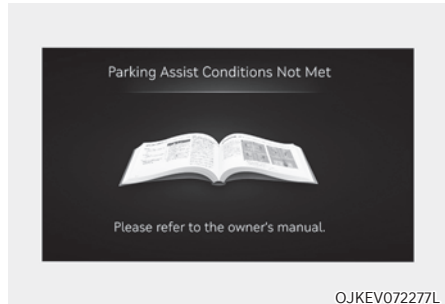 Parking Assist Conditions Not Met
Please refer to the owner's manual.
OJKEV072277L